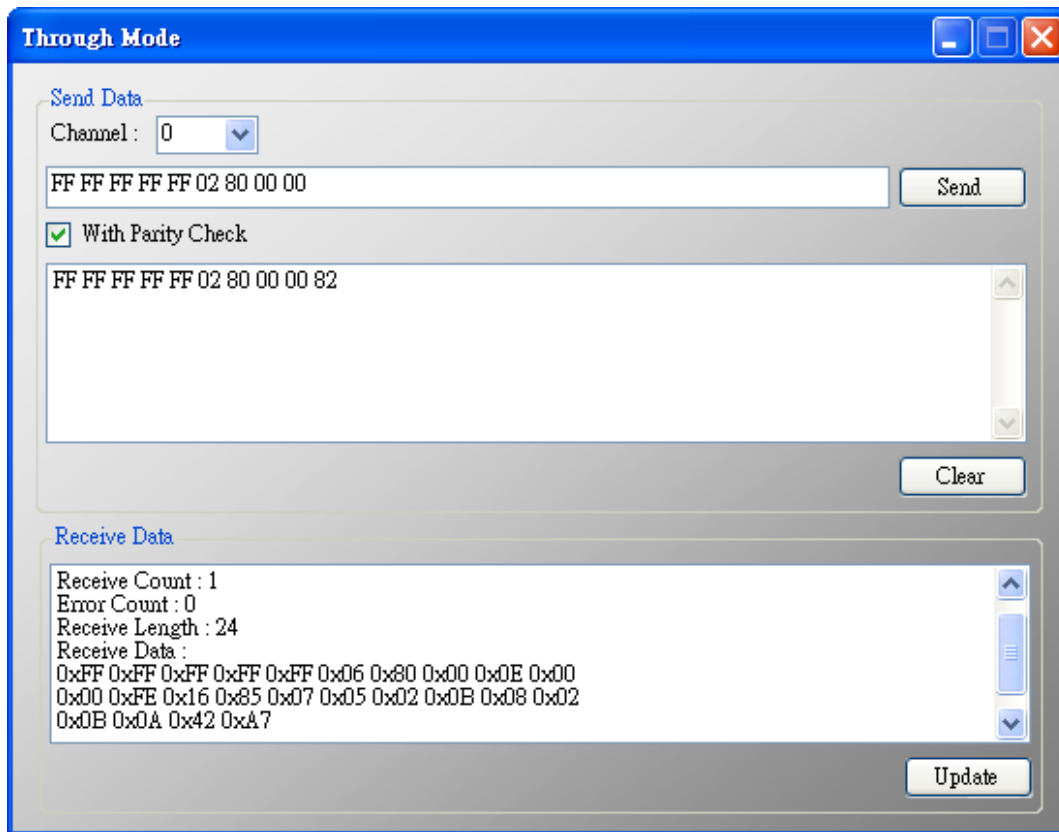 Through Mode
Send Data
Channel : 0
FF FF FF FF FF 02 80 00 00
Send
With Parity Check
FF FF FF FF FF 02 80 00 00 82
Clear
Receive Data
Receive Count : 1
Error Count : 0
Receive Length : 24
Receive Data :
0xFF 0xFF 0xFF 0xFF 0xFF 0x06 0x80 0x00 0x0E 0x00
0x00 0xFE 0x16 0x85 0x07 0x05 0x02 0x0B 0x08 0x02
0x0B 0x0A 0x42 0xA7
Update